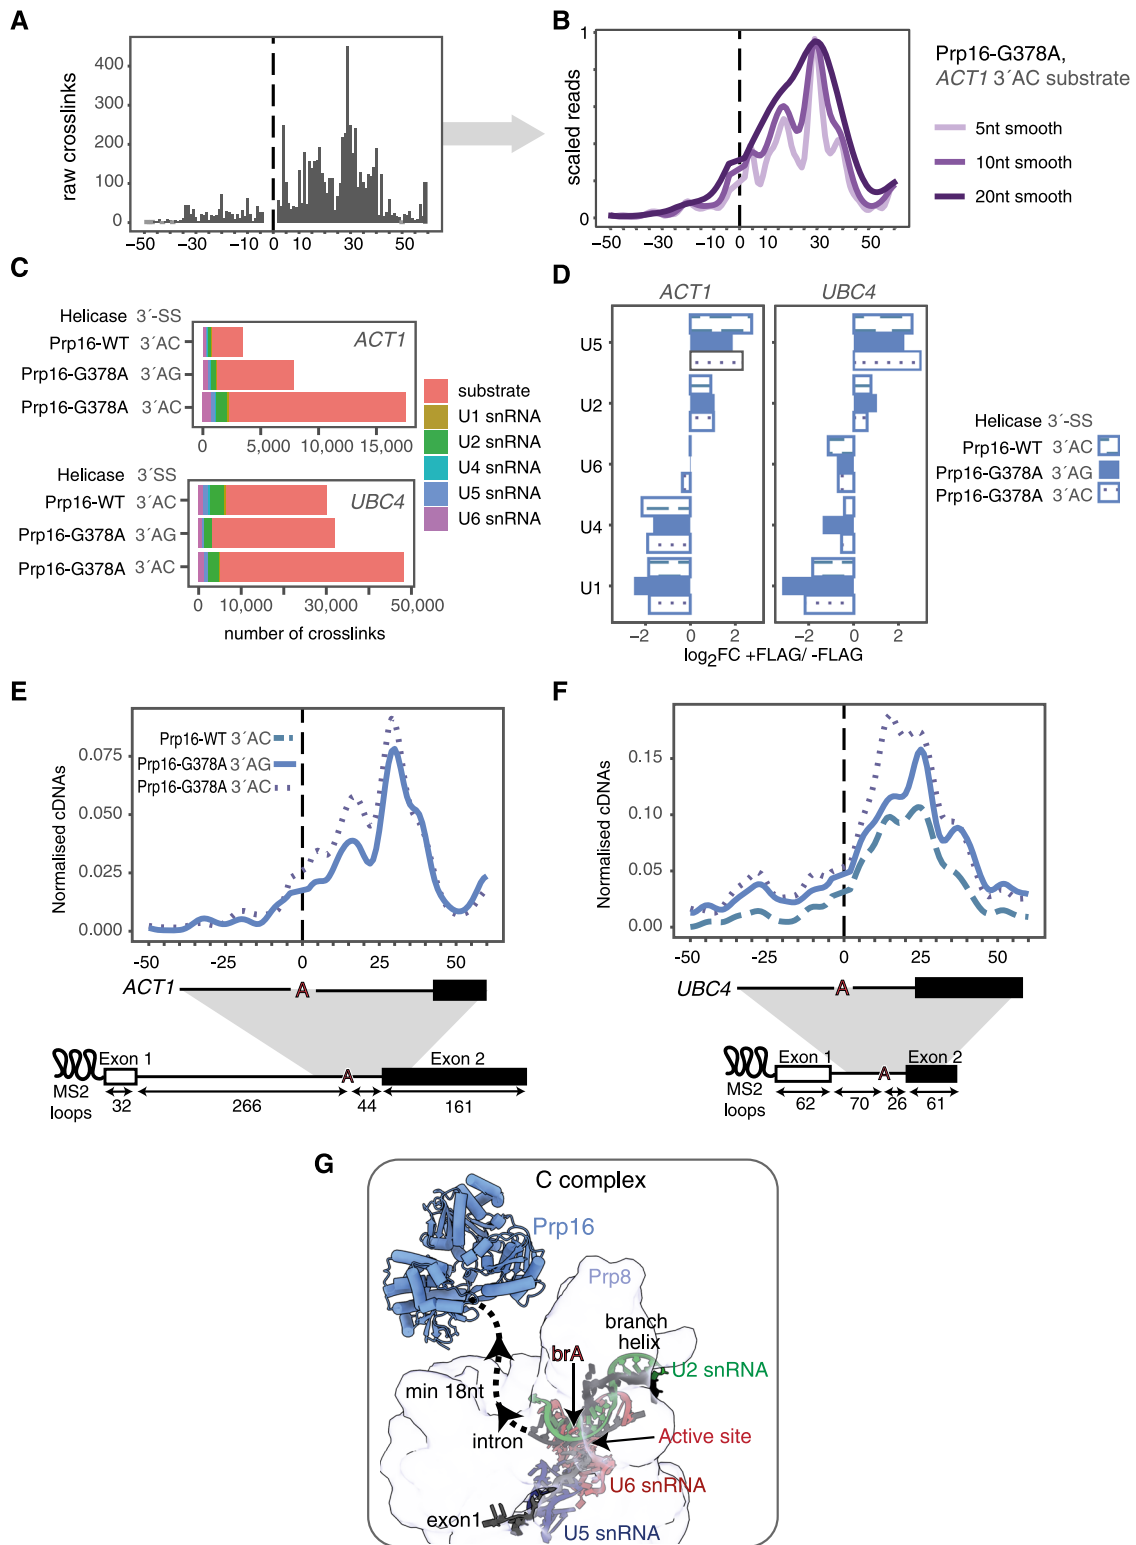 A
raw crosslinks
400
300
200
100
0
−50
−30
−10
0
10
30
50
B
scaled reads
1
0
−50
−30
−10
0
10
30
50
Prp16-G378A,
ACT1 3´AC substrate
5nt smooth
10nt smooth
20nt smooth
C
Helicase 3´-SS
Prp16-WT 3´AC
Prp16-G378A 3´AG
Prp16-G378A 3´AC
ACT1
0
5,000
10,000
15,000
Helicase 3´SS
Prp16-WT 3´AC
Prp16-G378A 3´AG
Prp16-G378A 3´AC
UBC4
0
10,000
30,000
50,000
number of crosslinks
substrate
U1 snRNA
U2 snRNA
U4 snRNA
U5 snRNA
U6 snRNA
D
ACT1
UBC4
U5
U2
U6
U4
U1
−2
0
2
−2
0
2
log2FC +FLAG/ -FLAG
Helicase 3´-SS
Prp16-WT 3´AC
Prp16-G378A 3´AG
Prp16-G378A 3´AC
E
Normalised cDNAs
0.075
0.050
0.025
0.000
Prp16-WT 3´AC
Prp16-G378A 3´AG
Prp16-G378A 3´AC
-50
-25
0
25
50
ACT1
A
Exon 1
A
Exon 2
MS2
loops
32
266
44
161
F
Normalised cDNAs
0.15
0.10
0.05
0.00
-50
-25
0
25
50
UBC4
A
Exon 1
A
Exon 2
MS2
loops
62
70
26
61
G
C complex
Prp16
Prp8
branch
helix
brA
U2 snRNA
min 18nt
intron
Active site
U6 snRNA
exon1
U5 snRNA